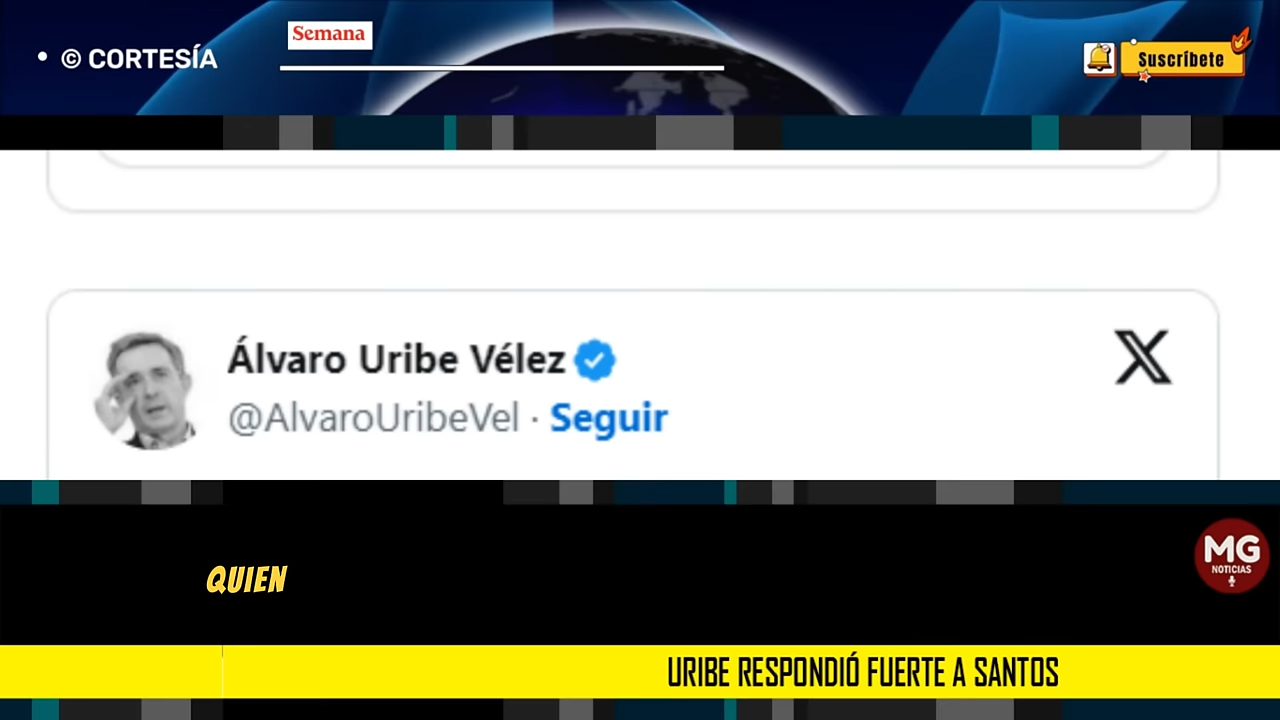 • © CORTESÍA
Semana
Suscríbete
Álvaro Uribe Vélez
X
@AlvaroUribeVel · Seguir
QUIEN
MG
NOTICIAS
URIBE RESPONDIÓ FUERTE A SANTOS